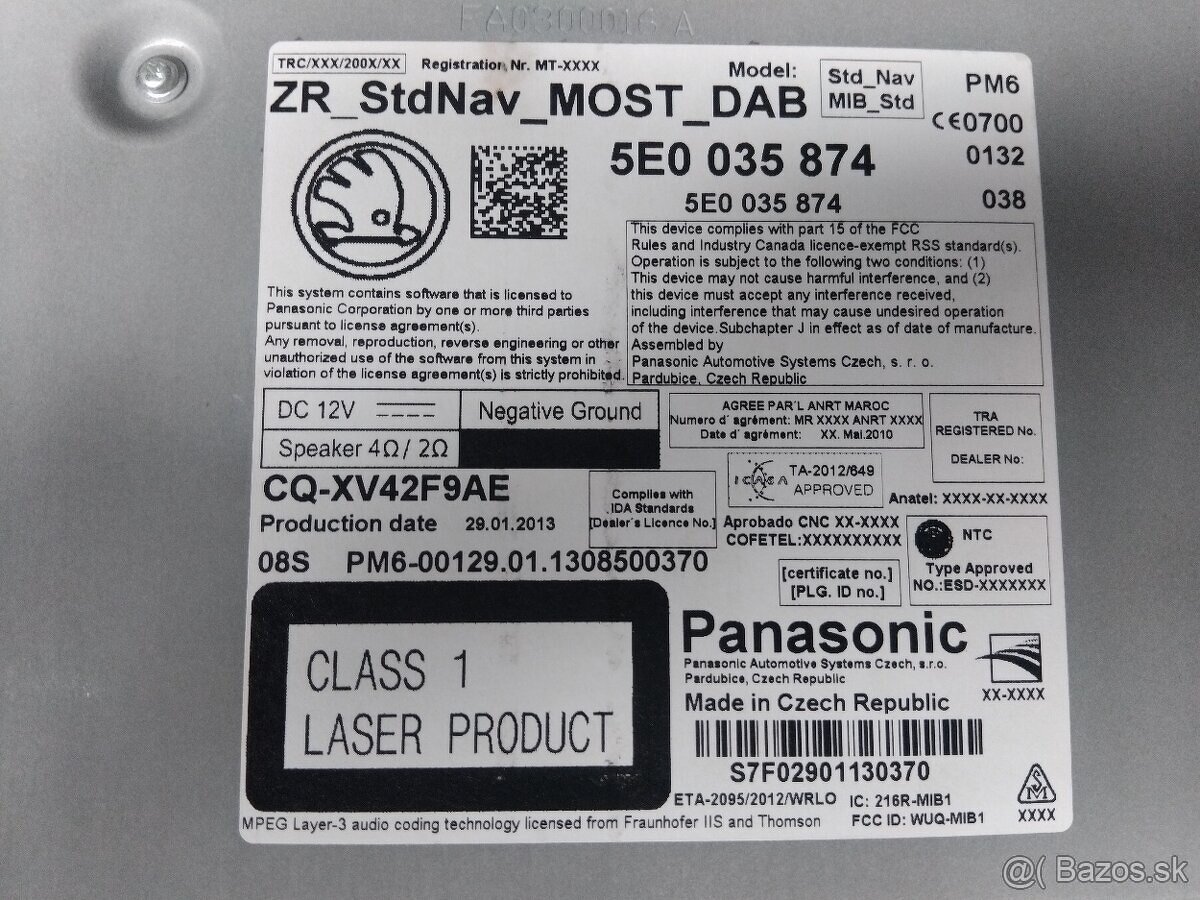 FA0300016 A
TRC/XXX/200X/XX Registration Nr. MT-XXXX
ZR_StdNav_MOST_DAB
Model:
Std_Nav
MIB_Std
PM6
CE0700
5E0 035 874
0132
5E0 035 874
038
This system contains software that is licensed to
Panasonic Corporation by one or more third parties
pursuant to license agreement(s).
Any removal, reproduction, reverse engineering or other
unauthorized use of the software from this system in
violation of the license agreement(s) is strictly prohibited.
This device complies with part 15 of the FCC
Rules and Industry Canada licence-exempt RSS standard(s).
Operation is subject to the following two conditions: (1)
This device may not cause harmful interference, and (2)
this device must accept any interference received,
including interference that may cause undesired operation
of the device.Subchapter J in effect as of date of manufacture.
Assembled by
Panasonic Automotive Systems Czech, s. r. o.
Pardubice, Czech Republic
DC 12V
Negative Ground
Speaker 4Ω/ 2Ω
AGREE PAR'L ANRT MAROC
Numero d' agrément: MR XXXX ANRT XXXX
Date d' agrément: XX. Mai.2010
TRA
REGISTERED No.
DEALER No:
CQ-XV42F9AE
Production date 29.01.2013
08S PM6-00129.01.1308500370
Complies with
IDA Standards
[Dealer's Licence No.]
ICASA
TA-2012/649
APPROVED
Anatel: XXXX-XX-XXXX
Aprobado CNC XX-XXXX
COFETEL:XXXXXXXXXX
NTC
Type Approved
NO.:ESD-XXXXXXX
[certificate no.]
[PLG. ID no.]
CLASS 1
LASER PRODUCT
Panasonic
Panasonic Automotive Systems Czech, s.r.o.
Pardubice, Czech Republic
Made in Czech Republic
XX-XXXX
S7F02901130370
ETA-2095/2012/WRLO IC: 216R-MIB1
FCC ID: WUQ-MIB1
XXXX
MPEG Layer-3 audio coding technology licensed from Fraunhofer IIS and Thomson
@( Bazos.sk